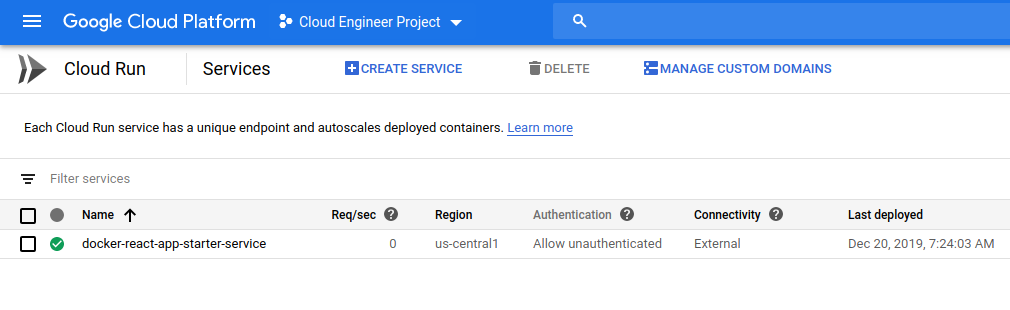 Google Cloud Platform Cloud Engineer Project
Cloud Run Services CREATE SERVICE DELETE MANAGE CUSTOM DOMAINS
Each Cloud Run service has a unique endpoint and autoscales deployed containers. Learn more
Filter services
Name Req/sec ? Region Authentication ? Connectivity ? Last deployed
docker-react-app-starter-service 0 us-central1 Allow unauthenticated External Dec 20, 2019, 7:24:03 AM